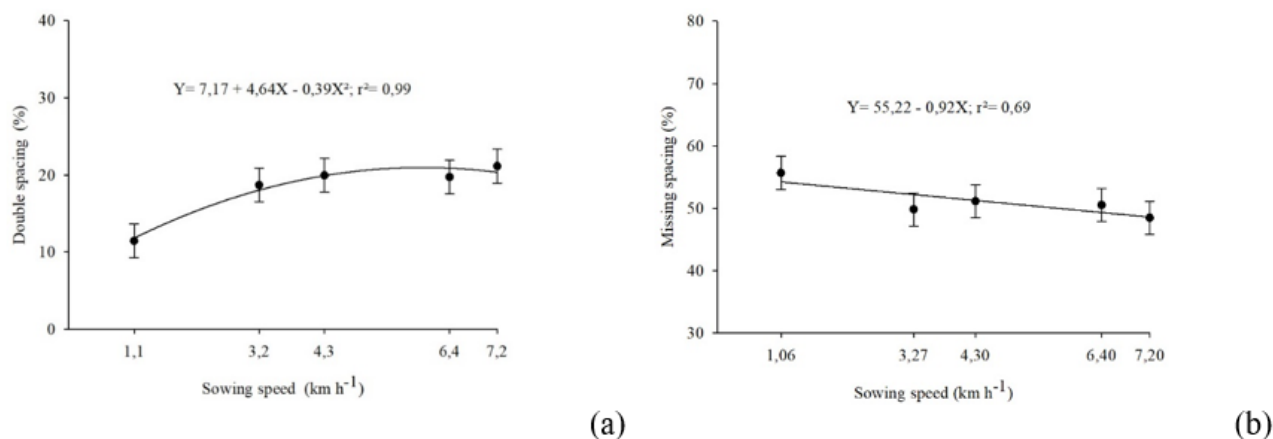 40
30
20
10
0
Double spacing (%)
Y= 7,17 + 4,64X - 0,39X²; r²= 0,99
1,1 3,2 4,3 6,4 7,2
Sowing speed (km h-1)
(a)
80
70
60
50
40
30
Missing spacing (%)
Y= 55,22 - 0,92X; r²= 0,69
1,06 3,27 4,30 6,40 7,20
Sowing speed (km h-1)
(b)